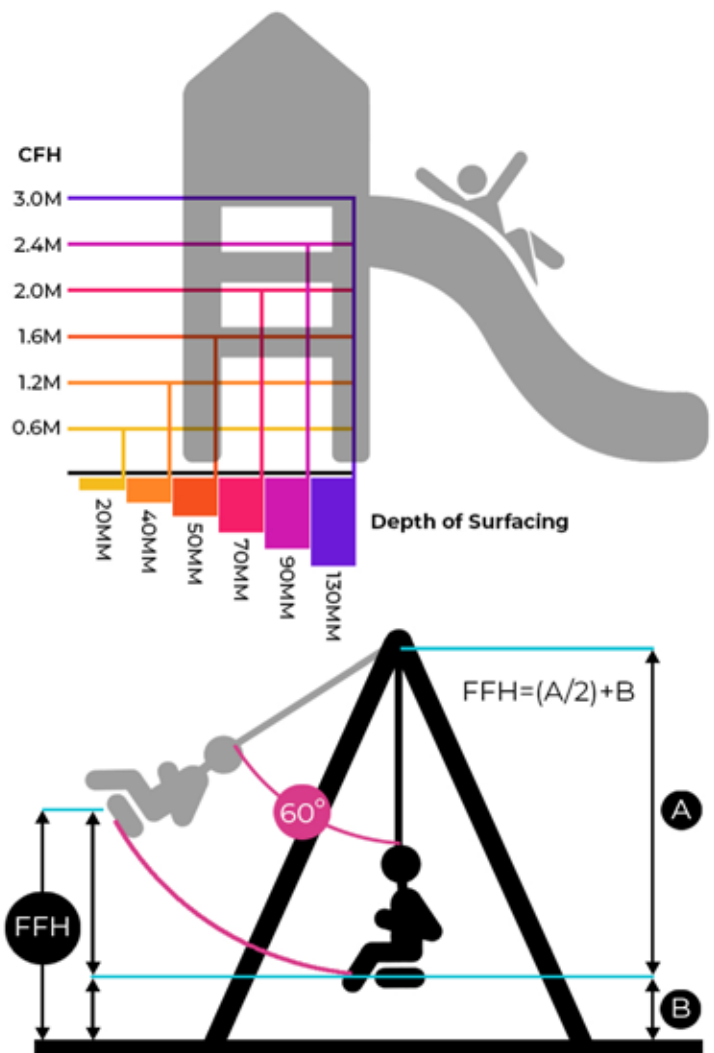 CFH
3.0M
2.4M
2.0M
1.6M
1.2M
0.6M
20MM
40MM
50MM
70MM
90MM
130MM
Depth of Surfacing
FFH=(A/2)+B
60°
A
FFH
B